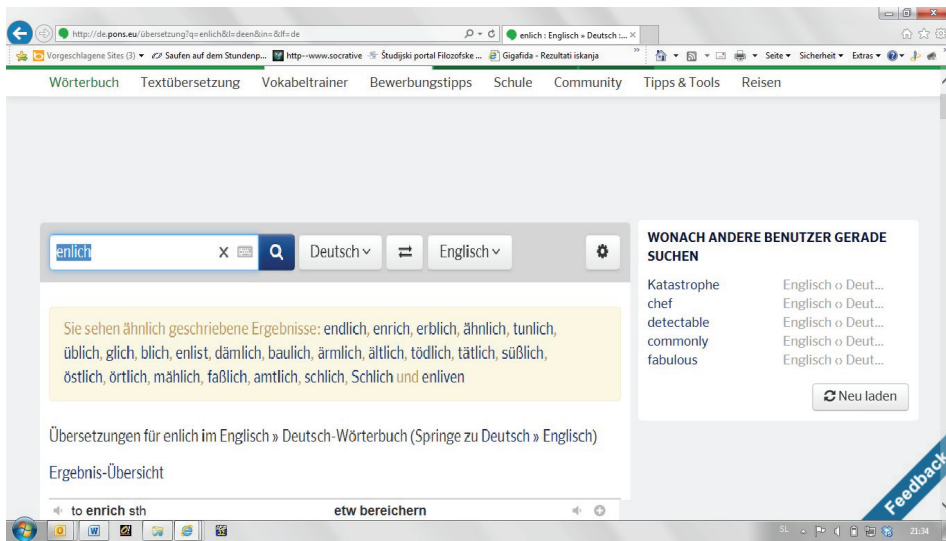 http://de.pons.eu/übersetzung?q=enlich&l=deen&in=&lf=de
enlich : Englisch » Deutsch :...
Vorgeschlagene Sites (3)
Saufen auf dem Stundenp...
http--www.socrative
Študijski portal Filozofske ...
Gigafida - Rezultati iskanja
»
Seite
Sicherheit
Extras
Wörterbuch Textübersetzung Vokabeltrainer Bewerbungstipps Schule Community Tipps & Tools Reisen
enlich X Deutsch Englisch
Sie sehen ähnlich geschriebene Ergebnisse: endlich, enrich, erblich, ähnlich, tunlich,
üblich, glich, blich, enlist, dämlich, baulich, ärmlich, ältlich, tödlich, tätlich, süßlich,
östlich, örtlich, mählich, faßlich, amtlich, schlich, Schlich und enliven
Übersetzungen für enlich im Englisch » Deutsch-Wörterbuch (Springe zu Deutsch » Englisch)
Ergebnis-Übersicht
to enrich sth etw bereichern
WONACH ANDERE BENUTZER GERADE
SUCHEN
Katastrophe Englisch o Deut...
chef Englisch o Deut...
detectable Englisch o Deut...
commonly Englisch o Deut...
fabulous Englisch o Deut...
Neu laden
Feedback
SL 21:34